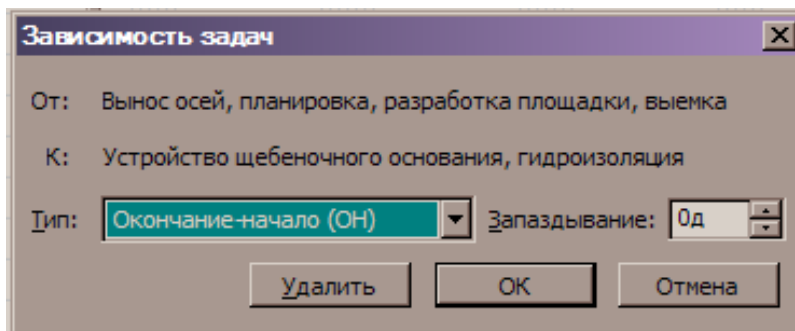 Зависимость задач
От: Вынос осей, планировка, разработка площадки, выемка
К: Устройство щебеночного основания, гидроизоляция
Тип: Окончание-начало (ОН) Запаздывание: 0д
Удалить ОК Отмена